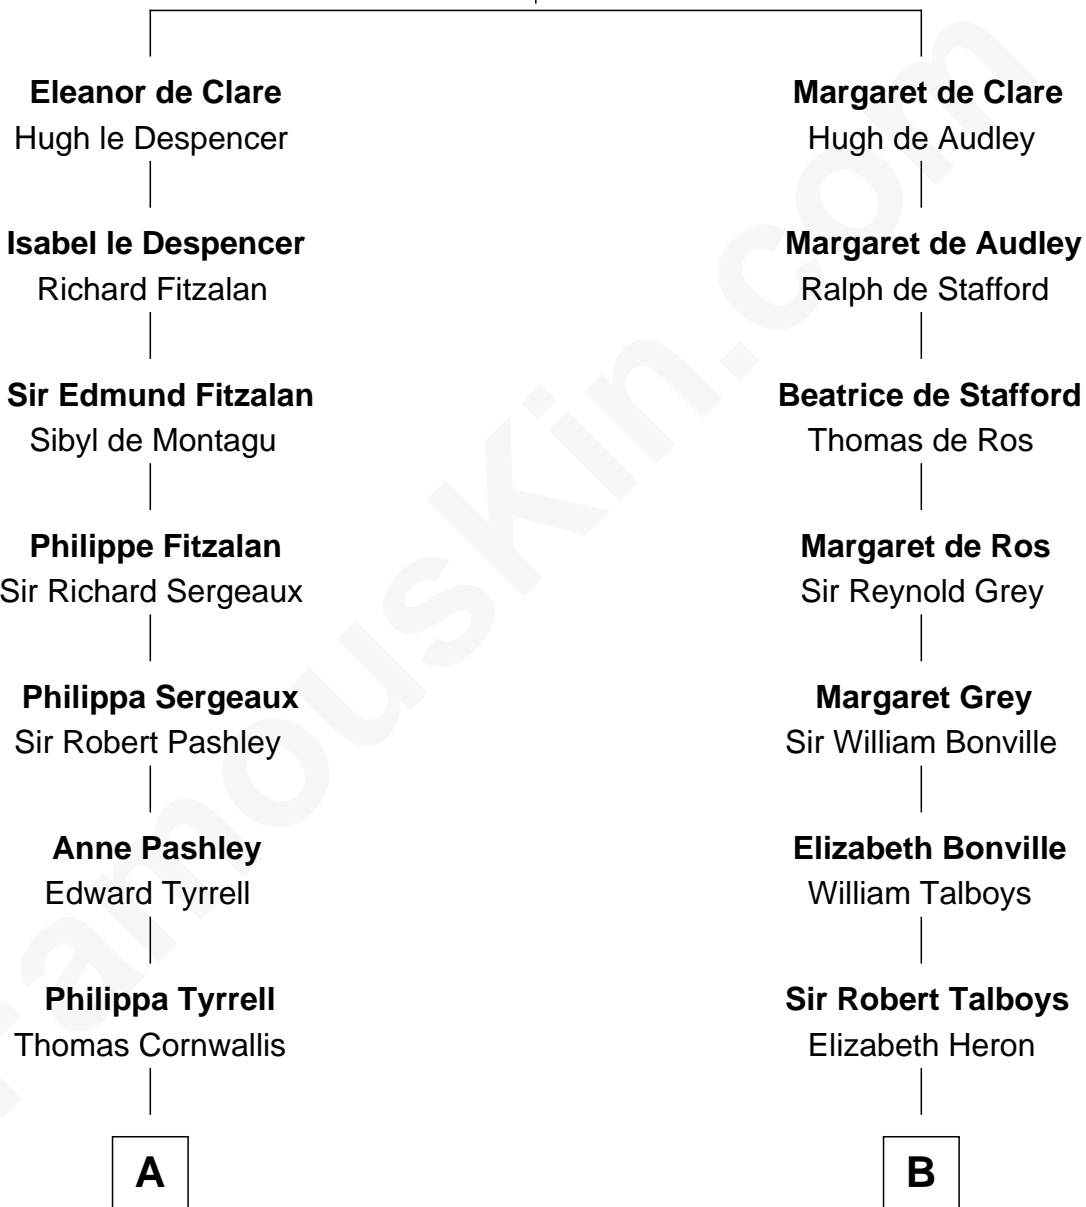 Eleanor de Clare
Hugh le Despencer
Isabel le Despencer
Richard Fitzalan
Sir Edmund Fitzalan
Sibyl de Montagu
Philippe Fitzalan
Sir Richard Sergeaux
Philippa Sergeaux
Sir Robert Pashley
Anne Pashley
Edward Tyrrell
Philippa Tyrrell
Thomas Cornwallis
A
Margaret de Clare
Hugh de Audley
Margaret de Audley
Ralph de Stafford
Beatrice de Stafford
Thomas de Ros
Margaret de Ros
Sir Reynold Grey
Margaret Grey
Sir William Bonville
Elizabeth Bonville
William Talboys
Sir Robert Talboys
Elizabeth Heron
B
FamousKin.com